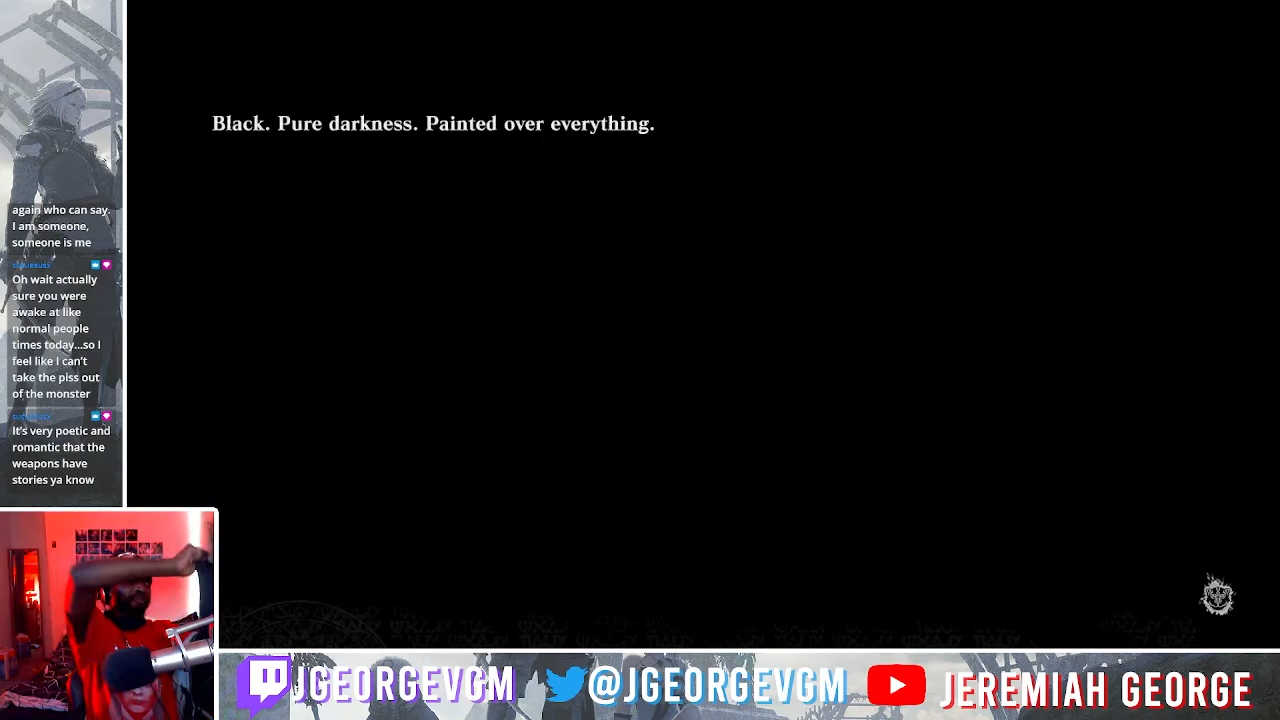 Black. Pure darkness. Painted over everything.
again who can say.
I am someone,
someone is me
Oh wait actually
sure you were
awake at like
normal people
times today...so I
feel like I can't
take the piss out
of the monster
It's very poetic and
romantic that the
weapons have
stories ya know
JGEORGEVGM
@JGEORGEVGM
JEREMIAH GEORGE